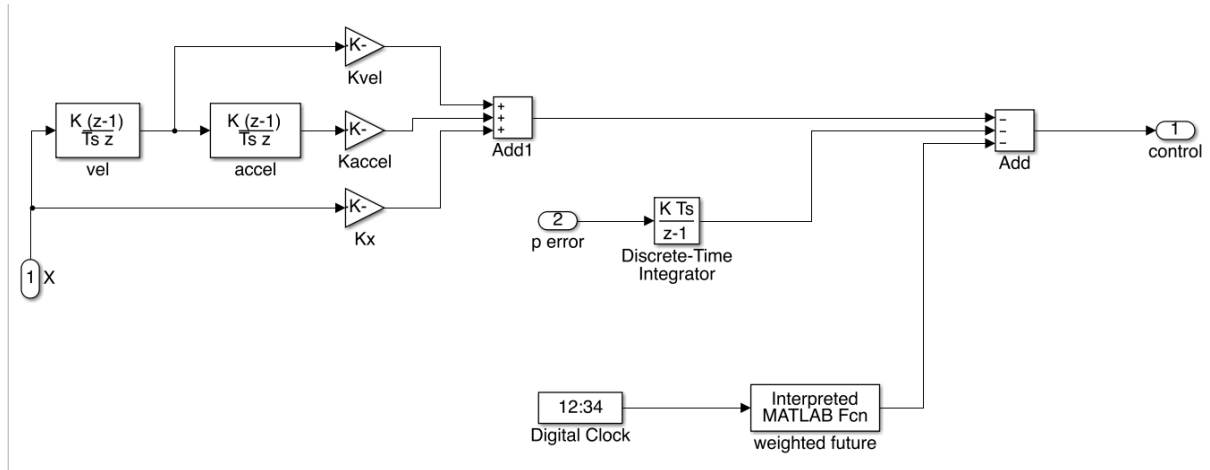 K-
Kvel
K (z-1)
Ts z
vel
K (z-1)
Ts z
accel
K-
Kaccel
+
+
+
Add1
K-
Kx
1
X
2
p error
K Ts
z-1
Discrete-Time
Integrator
12:34
Digital Clock
Interpreted
MATLAB Fcn
weighted future
−
−
−
Add
1
control